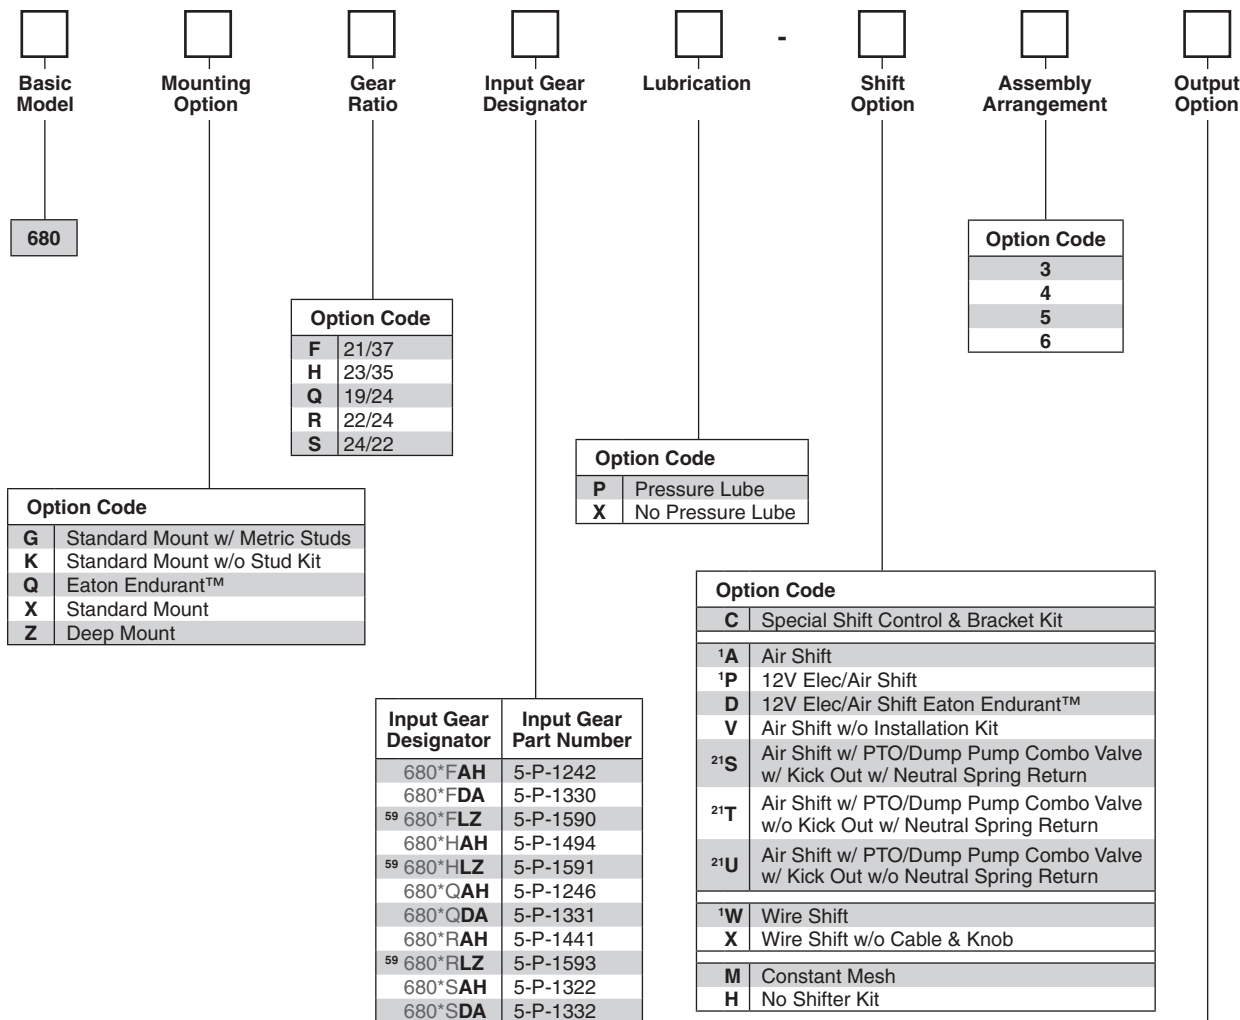 -
Basic Model
Mounting Option
Gear Ratio
Input Gear Designator
Lubrication
Shift Option
Assembly Arrangement
Output Option
680
Option Code
3
4
5
6
Option Code
F 21/37
H 23/35
Q 19/24
R 22/24
S 24/22
Option Code
P Pressure Lube
X No Pressure Lube
Option Code
G Standard Mount w/ Metric Studs
K Standard Mount w/o Stud Kit
Q Eaton Endurant™
X Standard Mount
Z Deep Mount
Option Code
C Special Shift Control & Bracket Kit
¹A Air Shift
¹P 12V Elec/Air Shift
D 12V Elec/Air Shift Eaton Endurant™
V Air Shift w/o Installation Kit
²¹S Air Shift w/ PTO/Dump Pump Combo Valve
w/ Kick Out w/ Neutral Spring Return
²¹T Air Shift w/ PTO/Dump Pump Combo Valve
w/o Kick Out w/ Neutral Spring Return
²¹U Air Shift w/ PTO/Dump Pump Combo Valve
w/ Kick Out w/o Neutral Spring Return
¹W Wire Shift
X Wire Shift w/o Cable & Knob
M Constant Mesh
H No Shifter Kit
Input Gear Designator Input Gear Part Number
680*FAH 5-P-1242
680*FDA 5-P-1330
⁵⁹ 680*FLZ 5-P-1590
680*HAH 5-P-1494
⁵⁹ 680*HLZ 5-P-1591
680*QAH 5-P-1246
680*QDA 5-P-1331
680*RAH 5-P-1441
⁵⁹ 680*RLZ 5-P-1593
680*SAH 5-P-1322
680*SDA 5-P-1332